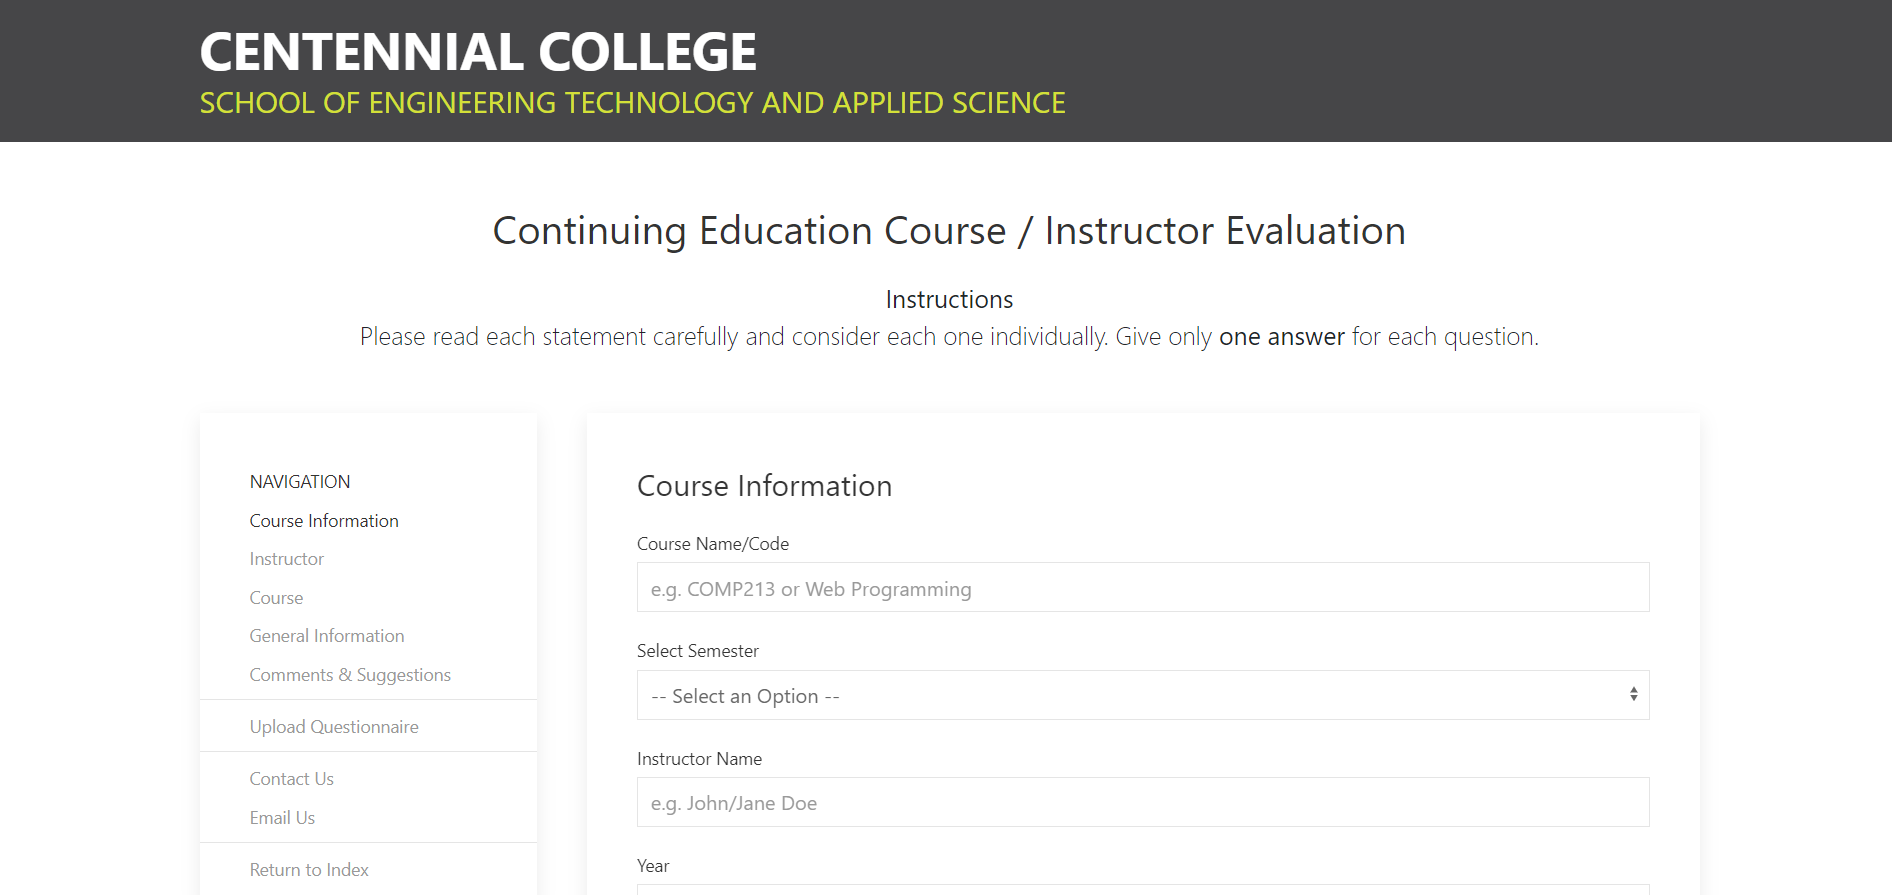 CENTENNIAL COLLEGE
SCHOOL OF ENGINEERING TECHNOLOGY AND APPLIED SCIENCE
Continuing Education Course / Instructor Evaluation
Instructions
Please read each statement carefully and consider each one individually. Give only one answer for each question.
NAVIGATION
Course Information
Instructor
Course
General Information
Comments & Suggestions
Upload Questionnaire
Contact Us
Email Us
Return to Index
Course Information
Course Name/Code
e.g. COMP213 or Web Programming
Select Semester
-- Select an Option --
Instructor Name
e.g. John/Jane Doe
Year